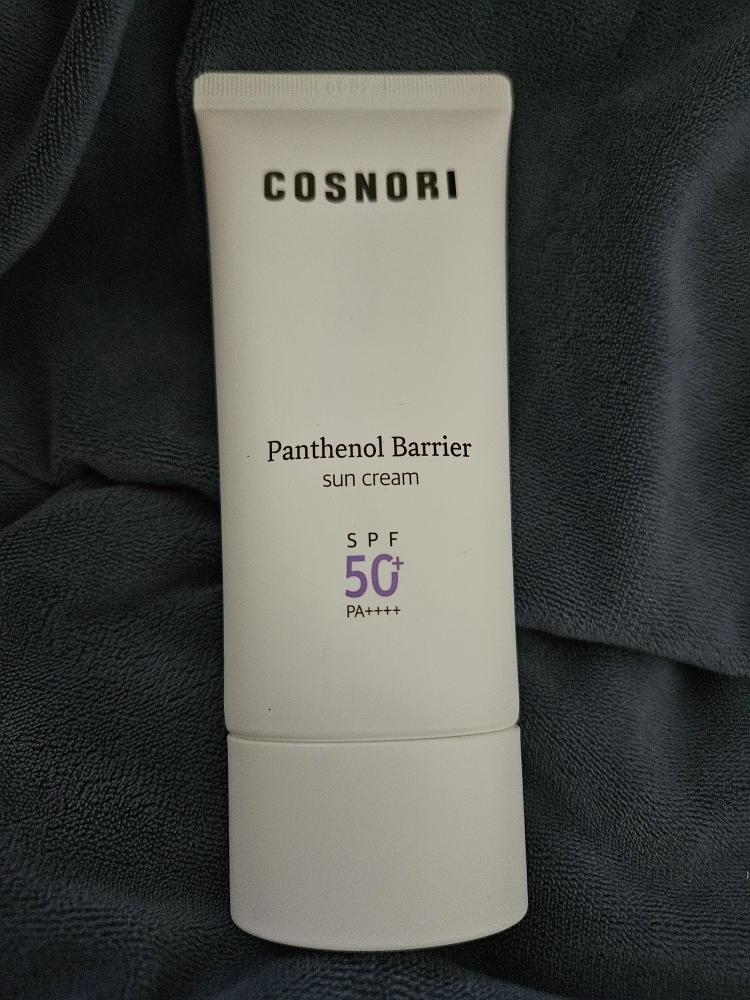 COSNORI
Panthenol Barrier
sun cream
SPF
50+
PA++++